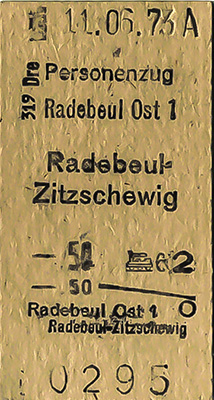 11.06.73 A
319 Dre
Personenzug
Radebeul Ost 1
Radebeul-
Zitzschewig
— 50
— 50
2
0
Radebeul Ost 1
Radebeul-Zitzschewig
0295